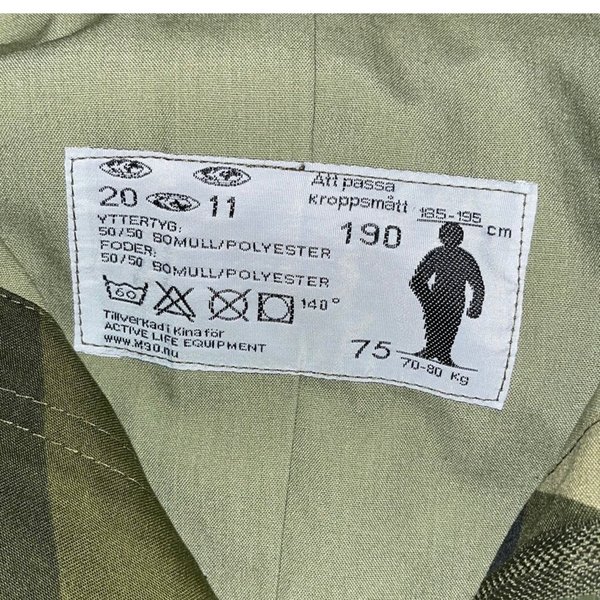 20 11
YTTERTYG:
50/50 BOMULL/POLYESTER
FODER:
50/50 BOMULL/POLYESTER
60 140°
Tillverkad i Kina för
ACTIVE LIFE EQUIPMENT
www.M90.nu
Att passa
kroppsmått 185-195 cm
190
75 70-80 Kg